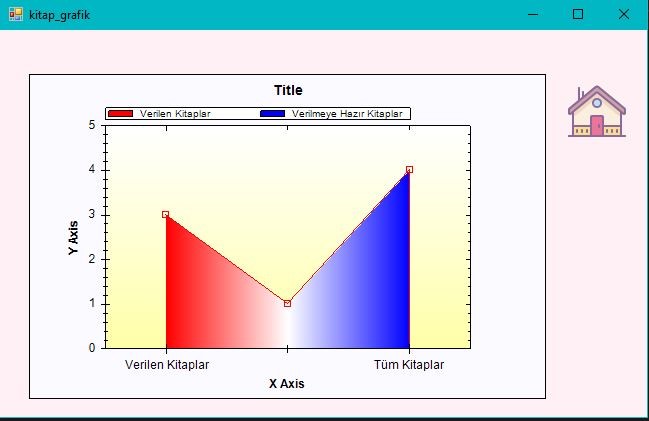 kitap_grafik
Title
Verilen Kitaplar Verilmeye Hazır Kitaplar
5
4
3
2
1
0
Y Axis
Verilen Kitaplar Tüm Kitaplar
X Axis